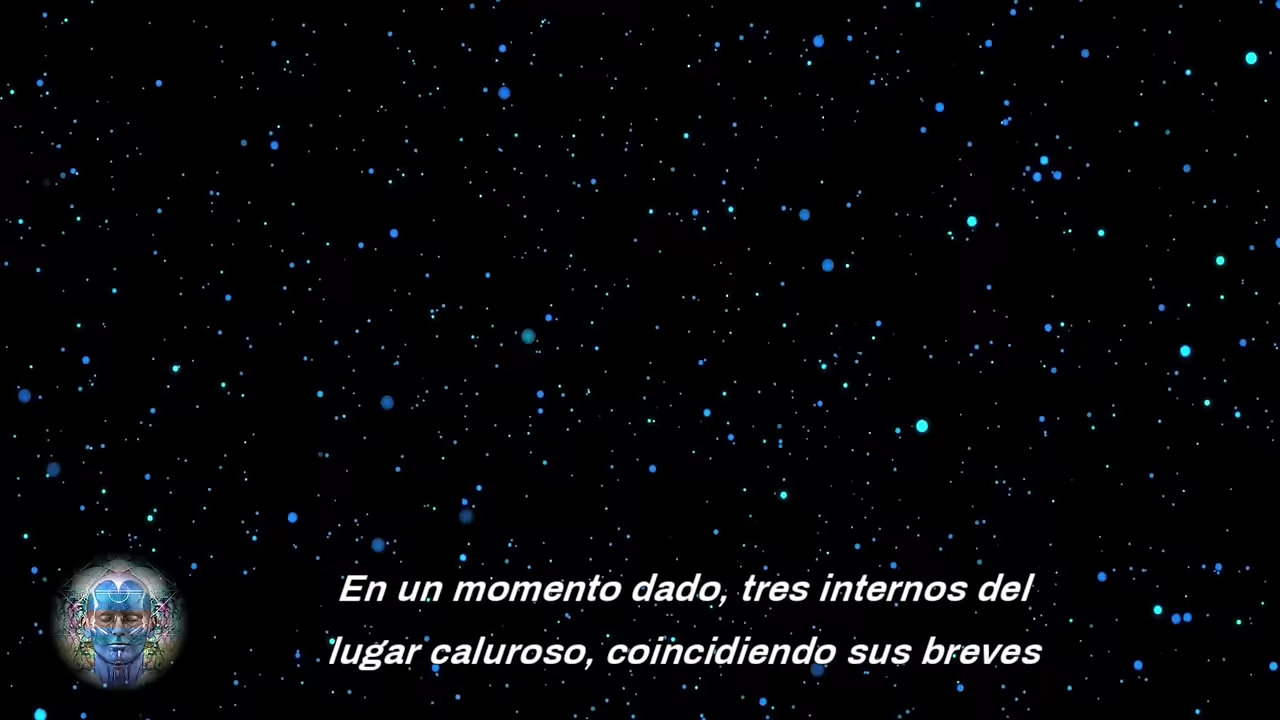 En un momento dado, tres internos del
lugar caluroso, coincidiendo sus breves